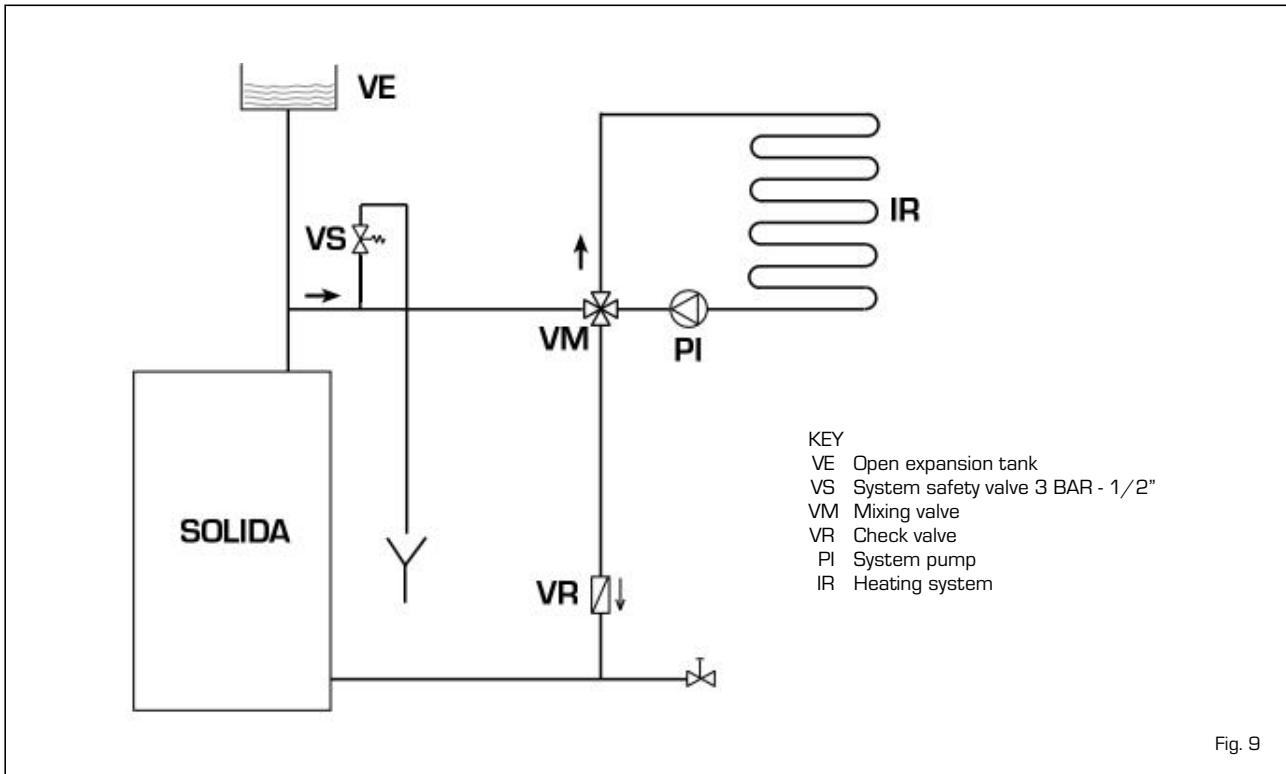 VE
VS
IR
VM
PI
SOLIDA
VR
KEY
VE Open expansion tank
VS System safety valve 3 BAR - 1/2”
VM Mixing valve
VR Check valve
PI System pump
IR Heating system
Fig. 9